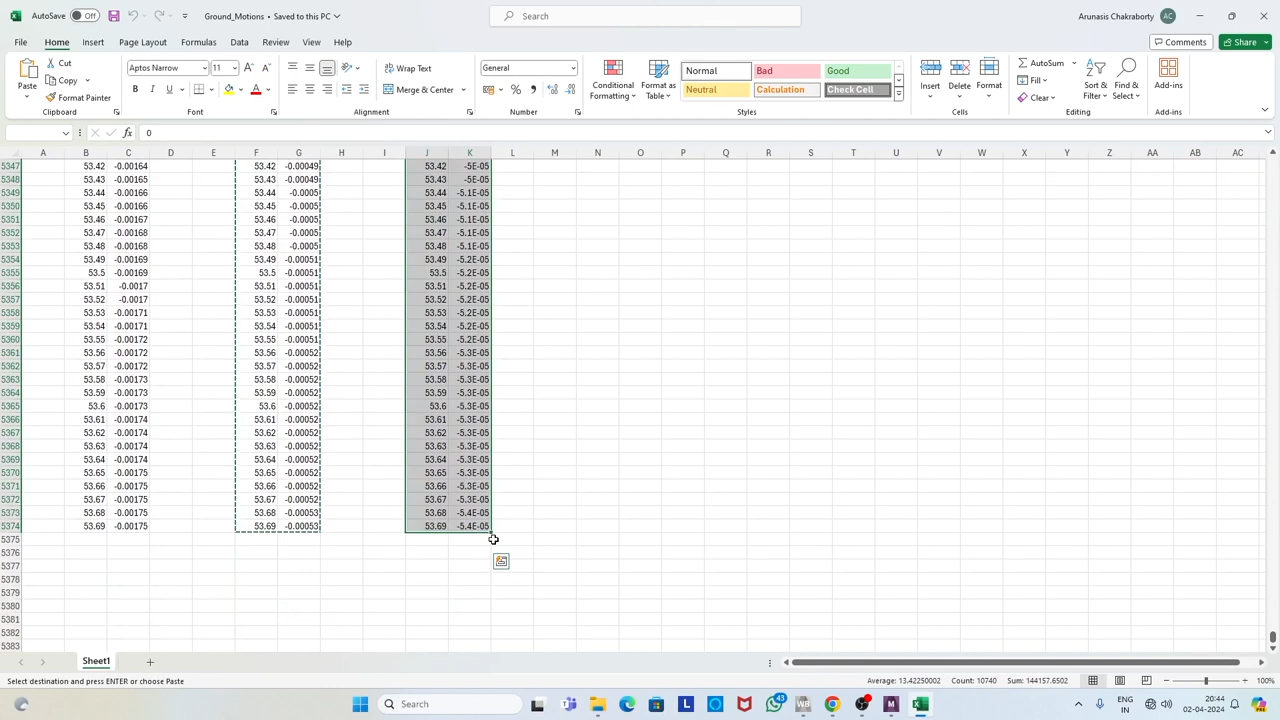 AutoSave Off Ground_Motions • Saved to this PC Search Arunasis Chakraborty AC
File Home Insert Page Layout Formulas Data Review View Help Comments Share
Paste Cut Copy Format Painter Clipboard
Aptos Narrow 11 B I U A Font
Wrap Text Merge & Center Alignment
General % Number
Conditional Formatting Format as Table
Normal Bad Good
Neutral Calculation Check Cell
Styles
Insert Delete Format Cells
AutoSum Fill Clear Sort & Filter Find & Select Editing
Add-ins Add-ins
fx 0
A B C D E F G H I J K L M N O P Q R S T U V W X Y Z AA AB AC
5347 53.42 -0.00164 53.42 -0.00049 53.42 -5E-05
5348 53.43 -0.00165 53.43 -0.00049 53.43 -5E-05
5349 53.44 -0.00166 53.44 -0.0005 53.44 -5.1E-05
5350 53.45 -0.00166 53.45 -0.0005 53.45 -5.1E-05
5351 53.46 -0.00167 53.46 -0.0005 53.46 -5.1E-05
5352 53.47 -0.00168 53.47 -0.0005 53.47 -5.1E-05
5353 53.48 -0.00168 53.48 -0.0005 53.48 -5.1E-05
5354 53.49 -0.00169 53.49 -0.00051 53.49 -5.2E-05
5355 53.5 -0.00169 53.5 -0.00051 53.5 -5.2E-05
5356 53.51 -0.0017 53.51 -0.00051 53.51 -5.2E-05
5357 53.52 -0.0017 53.52 -0.00051 53.52 -5.2E-05
5358 53.53 -0.00171 53.53 -0.00051 53.53 -5.2E-05
5359 53.54 -0.00171 53.54 -0.00051 53.54 -5.2E-05
5360 53.55 -0.00172 53.55 -0.00051 53.55 -5.2E-05
5361 53.56 -0.00172 53.56 -0.00052 53.56 -5.3E-05
5362 53.57 -0.00172 53.57 -0.00052 53.57 -5.3E-05
5363 53.58 -0.00173 53.58 -0.00052 53.58 -5.3E-05
5364 53.59 -0.00173 53.59 -0.00052 53.59 -5.3E-05
5365 53.6 -0.00173 53.6 -0.00052 53.6 -5.3E-05
5366 53.61 -0.00174 53.61 -0.00052 53.61 -5.3E-05
5367 53.62 -0.00174 53.62 -0.00052 53.62 -5.3E-05
5368 53.63 -0.00174 53.63 -0.00052 53.63 -5.3E-05
5369 53.64 -0.00174 53.64 -0.00052 53.64 -5.3E-05
5370 53.65 -0.00175 53.65 -0.00052 53.65 -5.3E-05
5371 53.66 -0.00175 53.66 -0.00052 53.66 -5.3E-05
5372 53.67 -0.00175 53.67 -0.00052 53.67 -5.3E-05
5373 53.68 -0.00175 53.68 -0.00053 53.68 -5.4E-05
5374 53.69 -0.00175 53.69 -0.00053 53.69 -5.4E-05
5375
5376
5377
5378
5379
5380
5381
5382
5383
Sheet1
Select destination and press ENTER or choose Paste Average: 13.42250002 Count: 10740 Sum: 144157.6502 100%
Search 43 ENG IN 20:44 02-04-2024